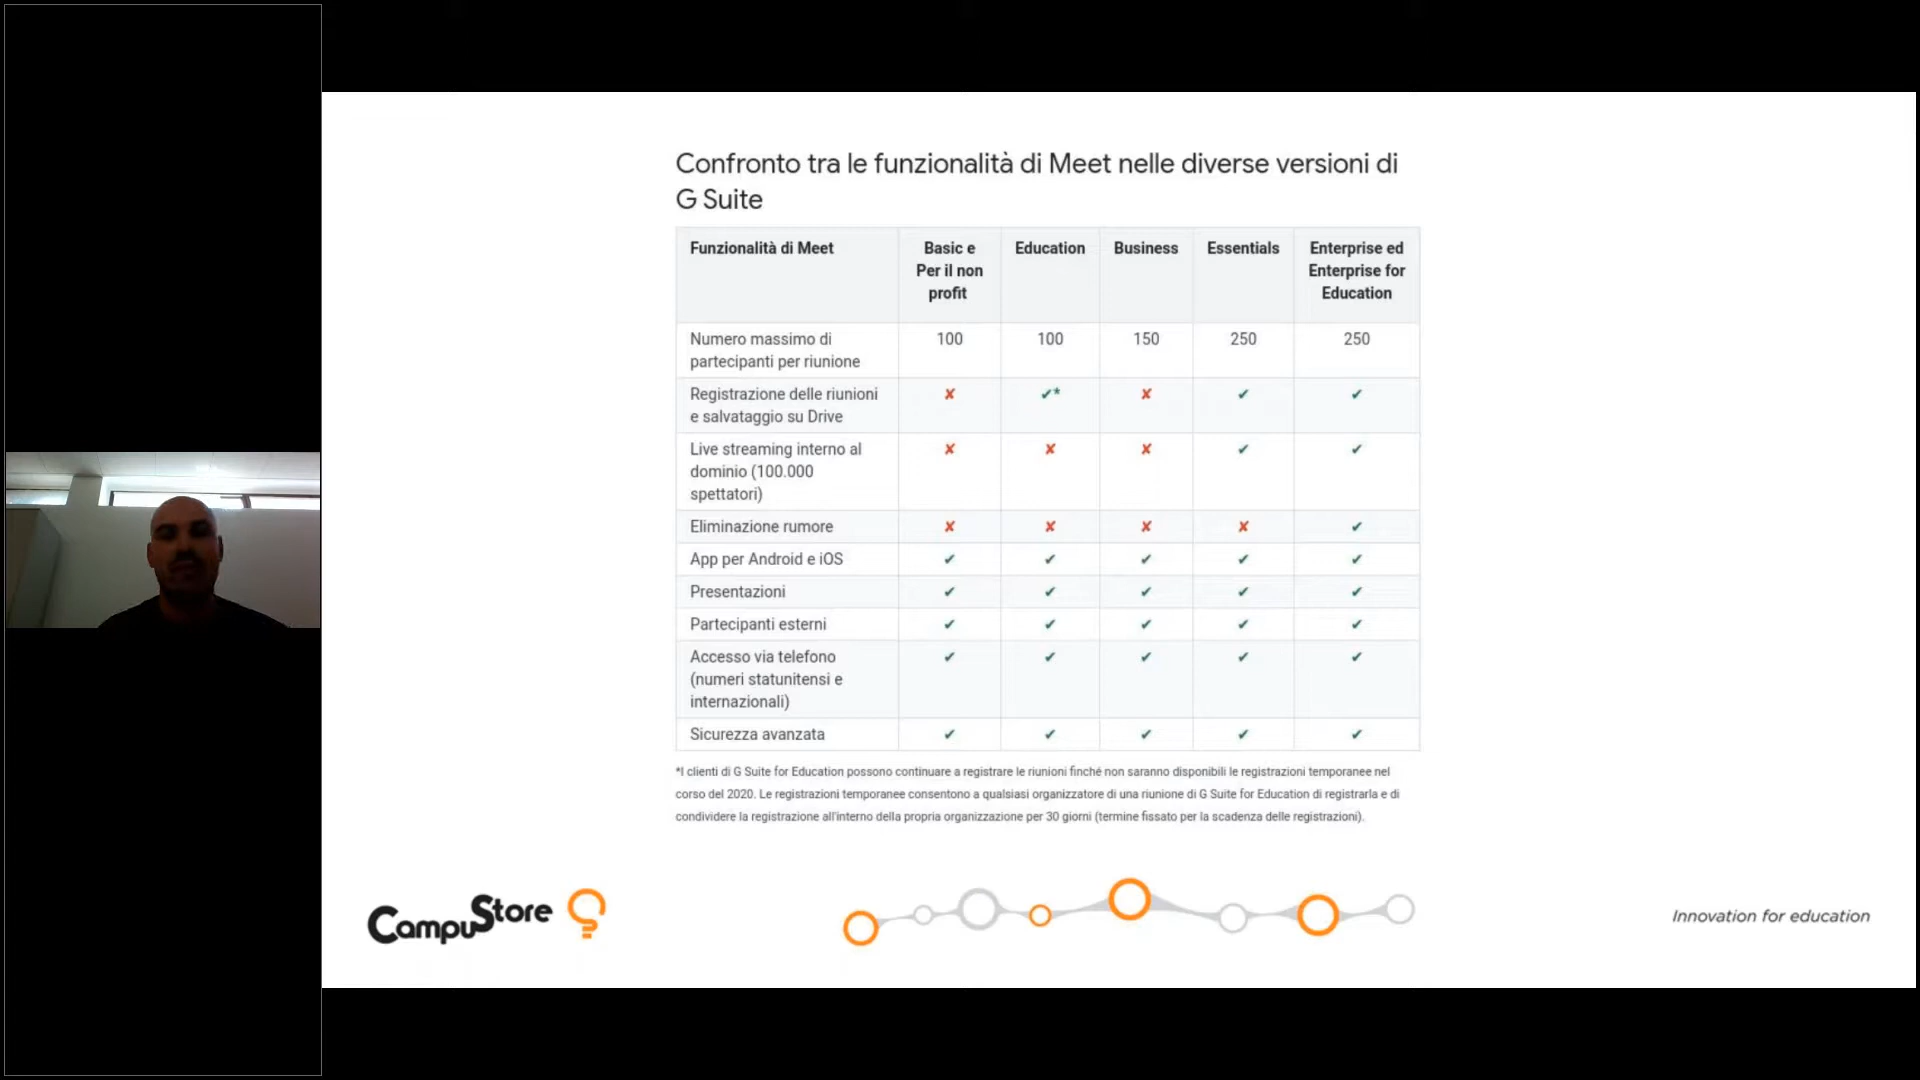 Confronto tra le funzionalità di Meet nelle diverse versioni di
G Suite
Funzionalità di Meet
Basic e
Per il non
profit
Education
Business
Essentials
Enterprise ed
Enterprise for
Education
Numero massimo di
partecipanti per riunione
100
100
150
250
250
Registrazione delle riunioni
e salvataggio su Drive
✘
✔*
✘
✔
✔
Live streaming interno al
dominio (100.000
spettatori)
✘
✘
✘
✔
✔
Eliminazione rumore
✘
✘
✘
✘
✔
App per Android e iOS
✔
✔
✔
✔
✔
Presentazioni
✔
✔
✔
✔
✔
Partecipanti esterni
✔
✔
✔
✔
✔
Accesso via telefono
(numeri statunitensi e
internazionali)
✔
✔
✔
✔
✔
Sicurezza avanzata
✔
✔
✔
✔
✔
*I clienti di G Suite for Education possono continuare a registrare le riunioni finché non saranno disponibili le registrazioni temporanee nel
corso del 2020. Le registrazioni temporanee consentono a qualsiasi organizzatore di una riunione di G Suite for Education di registrarla e di
condividere la registrazione all'interno della propria organizzazione per 30 giorni (termine fissato per la scadenza delle registrazioni).
CampuStore
Innovation for education